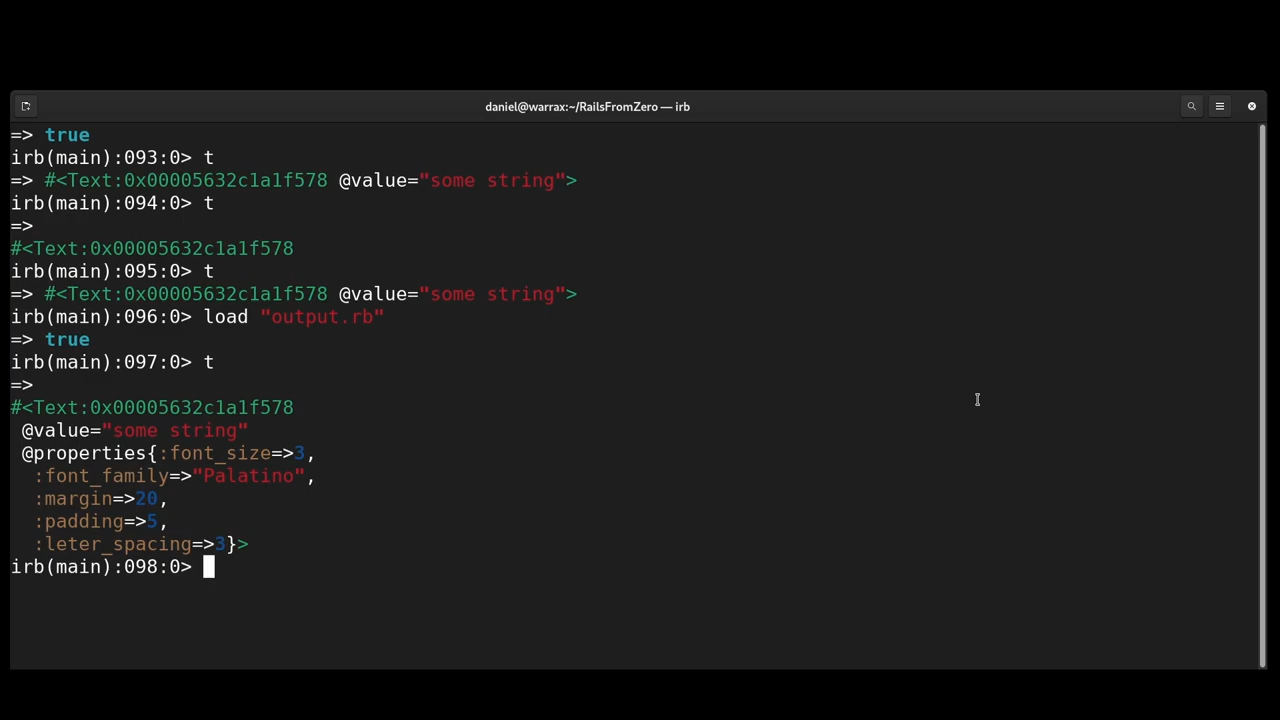 daniel@warrax:~/RailsFromZero — irb
=> true
irb(main):093:0> t
=> #<Text:0x00005632c1a1f578 @value="some string">
irb(main):094:0> t
=>
#<Text:0x00005632c1a1f578
irb(main):095:0> t
=> #<Text:0x00005632c1a1f578 @value="some string">
irb(main):096:0> load "output.rb"
=> true
irb(main):097:0> t
=>
#<Text:0x00005632c1a1f578
 @value="some string"
 @properties{:font_size=>3,
  :font_family=>"Palatino",
  :margin=>20,
  :padding=>5,
  :leter_spacing=>3}>
irb(main):098:0>